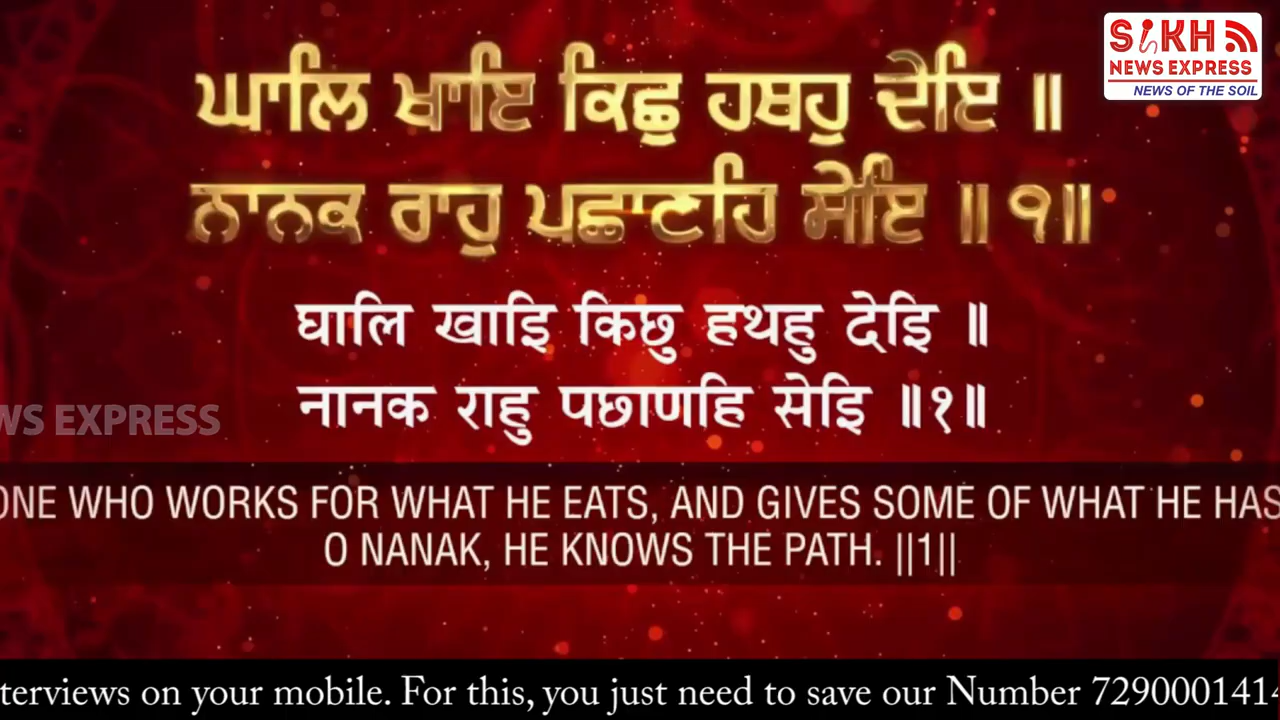 ਘਾਲਿ ਖਾਇ ਕਿਛੁ ਹਥਹੁ ਦੇਇ ॥
ਨਾਨਕ ਰਾਹੁ ਪਛਾਣਹਿ ਸੇਇ ॥੧॥
घालि खाइि किछु हथहु देइि ॥
नानक राहु पछाणहि सेइि ॥१॥
SIKH
NEWS EXPRESS
NEWS OF THE SOIL
WS EXPRESS
ONE WHO WORKS FOR WHAT HE EATS, AND GIVES SOME OF WHAT HE HAS
O NANAK, HE KNOWS THE PATH. ||1||
terviews on your mobile. For this, you just need to save our Number 7290001414